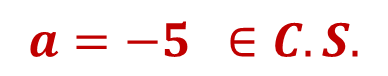 a = −5 ∈ C.S.